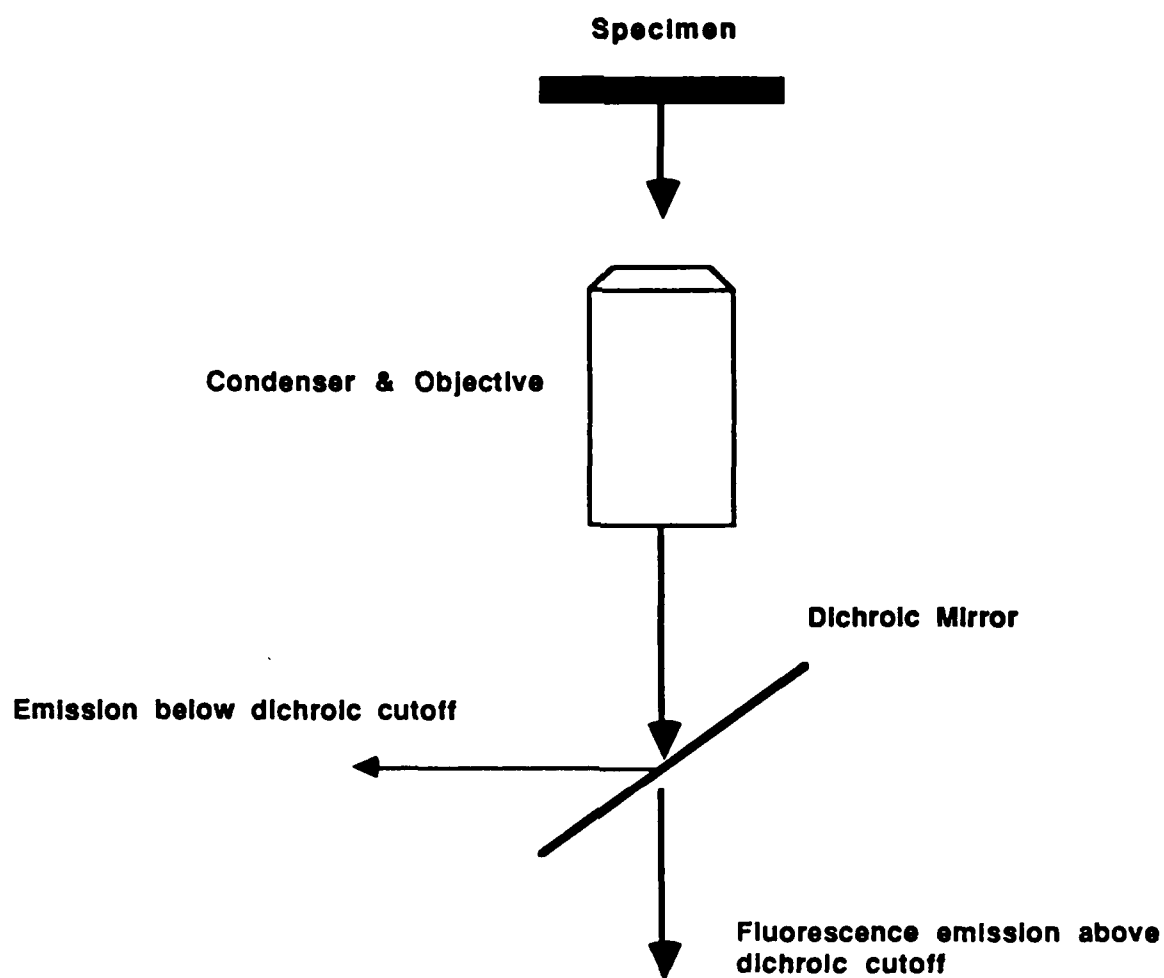 Specimen
Condenser & Objective
Dichroic Mirror
Emission below dichroic cutoff
Fluorescence emission above
dichroic cutoff